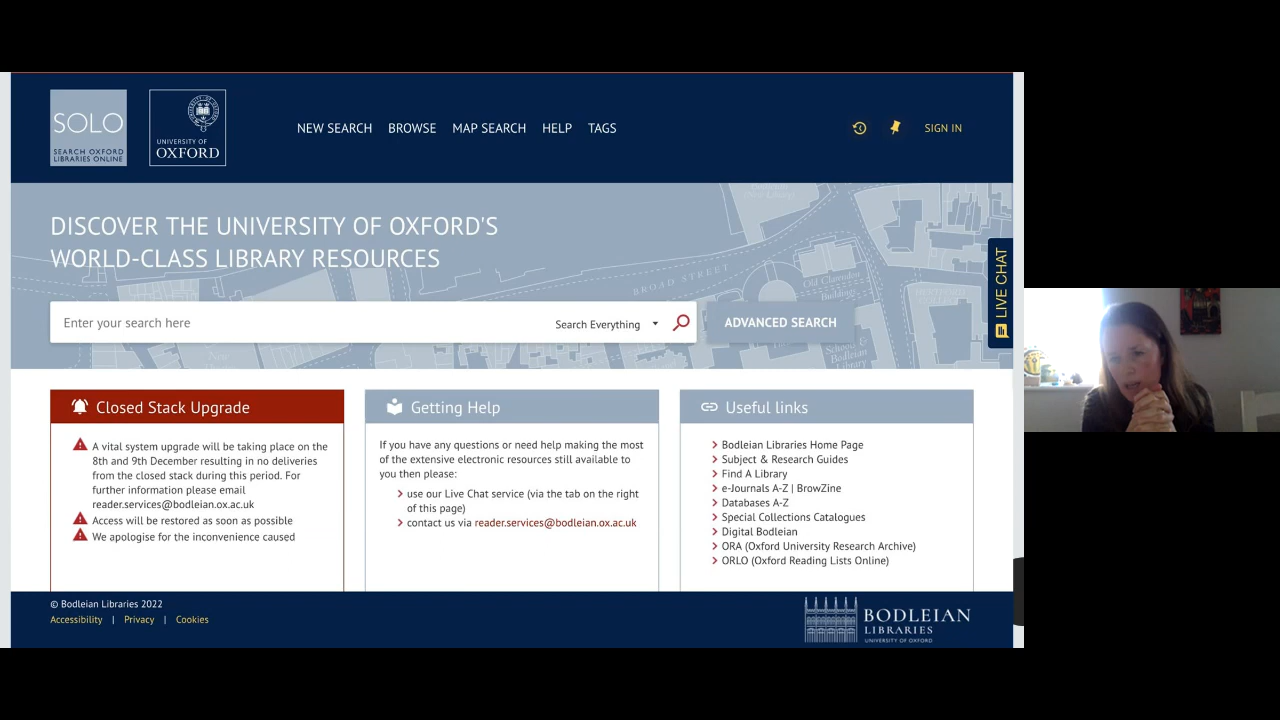 SOLO
SEARCH OXFORD
LIBRARIES ONLINE
UNIVERSITY OF
OXFORD
NEW SEARCH
BROWSE
MAP SEARCH
HELP
TAGS
SIGN IN
DISCOVER THE UNIVERSITY OF OXFORD'S
WORLD-CLASS LIBRARY RESOURCES
BROAD STREET
Old Clarendon
Building
Enter your search here
Search Everything
ADVANCED SEARCH
LIVE CHAT
Bodleian
Library
Closed Stack Upgrade
A vital system upgrade will be taking place on the
8th and 9th December resulting in no deliveries
from the closed stack during this period. For
further information please email
reader.services@bodleian.ox.ac.uk
Access will be restored as soon as possible
We apologise for the inconvenience caused
Getting Help
If you have any questions or need help making the most
of the extensive electronic resources still available to
you then please:
use our Live Chat service (via the tab on the right
of this page)
contact us via reader.services@bodleian.ox.ac.uk
Useful links
Bodleian Libraries Home Page
Subject & Research Guides
Find A Library
e-Journals A-Z | BrowZine
Databases A-Z
Special Collections Catalogues
Digital Bodleian
ORA (Oxford University Research Archive)
ORLO (Oxford Reading Lists Online)
© Bodleian Libraries 2022
Accessibility | Privacy | Cookies
BODLEIAN
LIBRARIES
UNIVERSITY OF OXFORD